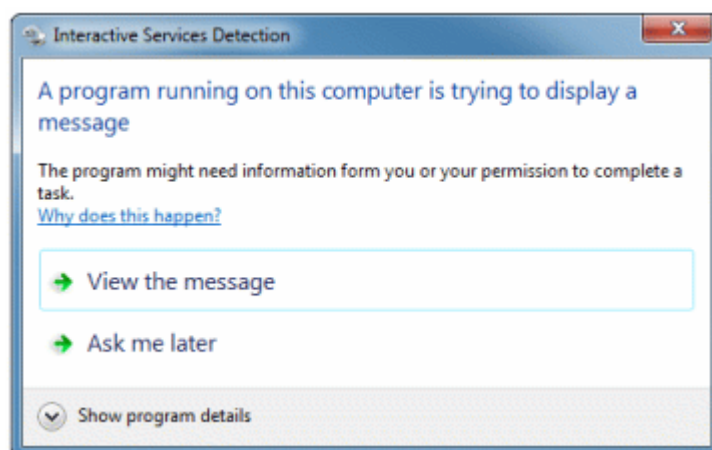 Interactive Services Detection
A program running on this computer is trying to display a
message
The program might need information form you or your permission to complete a
task.
Why does this happen?
View the message
Ask me later
Show program details